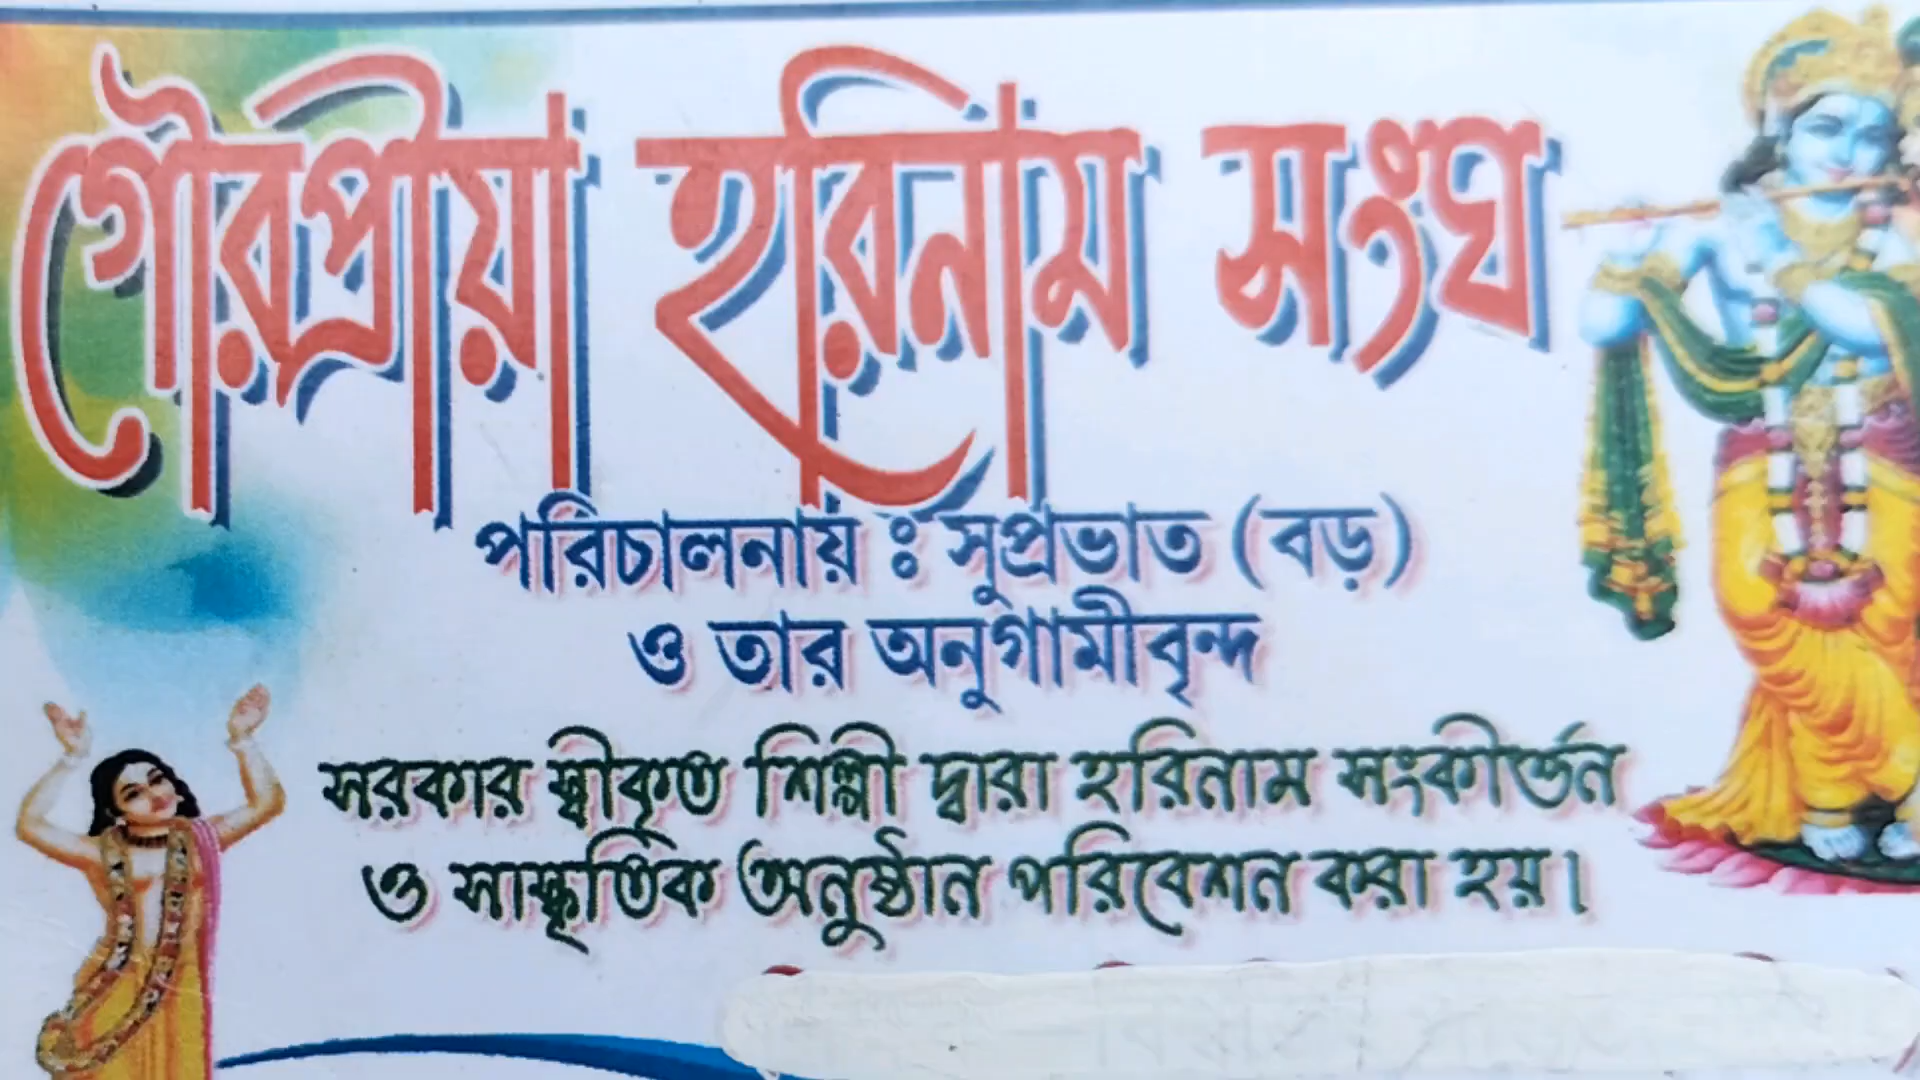 গৌরপ্রীয়া হরিনাম সংঘ
পরিচালনায় ঃ সুপ্রভাত (বড়)
ও তার অনুগামীবৃন্দ
সরকার স্বীকৃত শিল্পী দ্বারা হরিনাম সংকীর্ত্তন
ও সাস্কৃতিক অনুষ্ঠান পরিবেশন করা হয়।